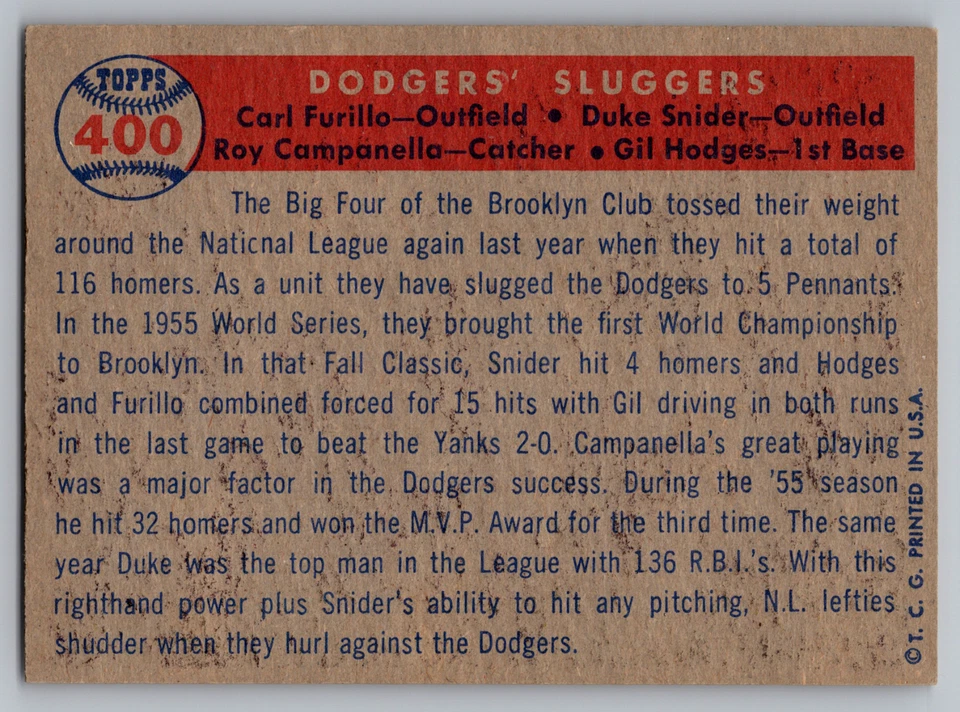 TOPPS
400
DODGERS' SLUGGERS
Carl Furillo—Outfield • Duke Snider—Outfield
Roy Campanella—Catcher • Gil Hodges—1st Base
The Big Four of the Brooklyn Club tossed their weight
around the Naticnal League again last year when they hit a total of
116 homers. As a unit they have slugged the Dodgers to 5 Pennants.
In the 1955 World Series, they brought the first World Championship
to Brooklyn. In that Fall Classic, Snider hit 4 homers and Hodges
and Furillo combined forced for 15 hits with Gil driving in both runs
in the last game to beat the Yanks 2-0. Campanella's great playing
was a major factor in the Dodgers success. During the '55 season
he hit 32 homers and won the M.V.P. Award for the third time. The same
year Duke was the top man in the League with 136 R.B.I.'s. With this
righthand power plus Snider's ability to hit any pitching, N.L. lefties
shudder when they hurl against the Dodgers.
© T. C. G. PRINTED IN U.S.A.